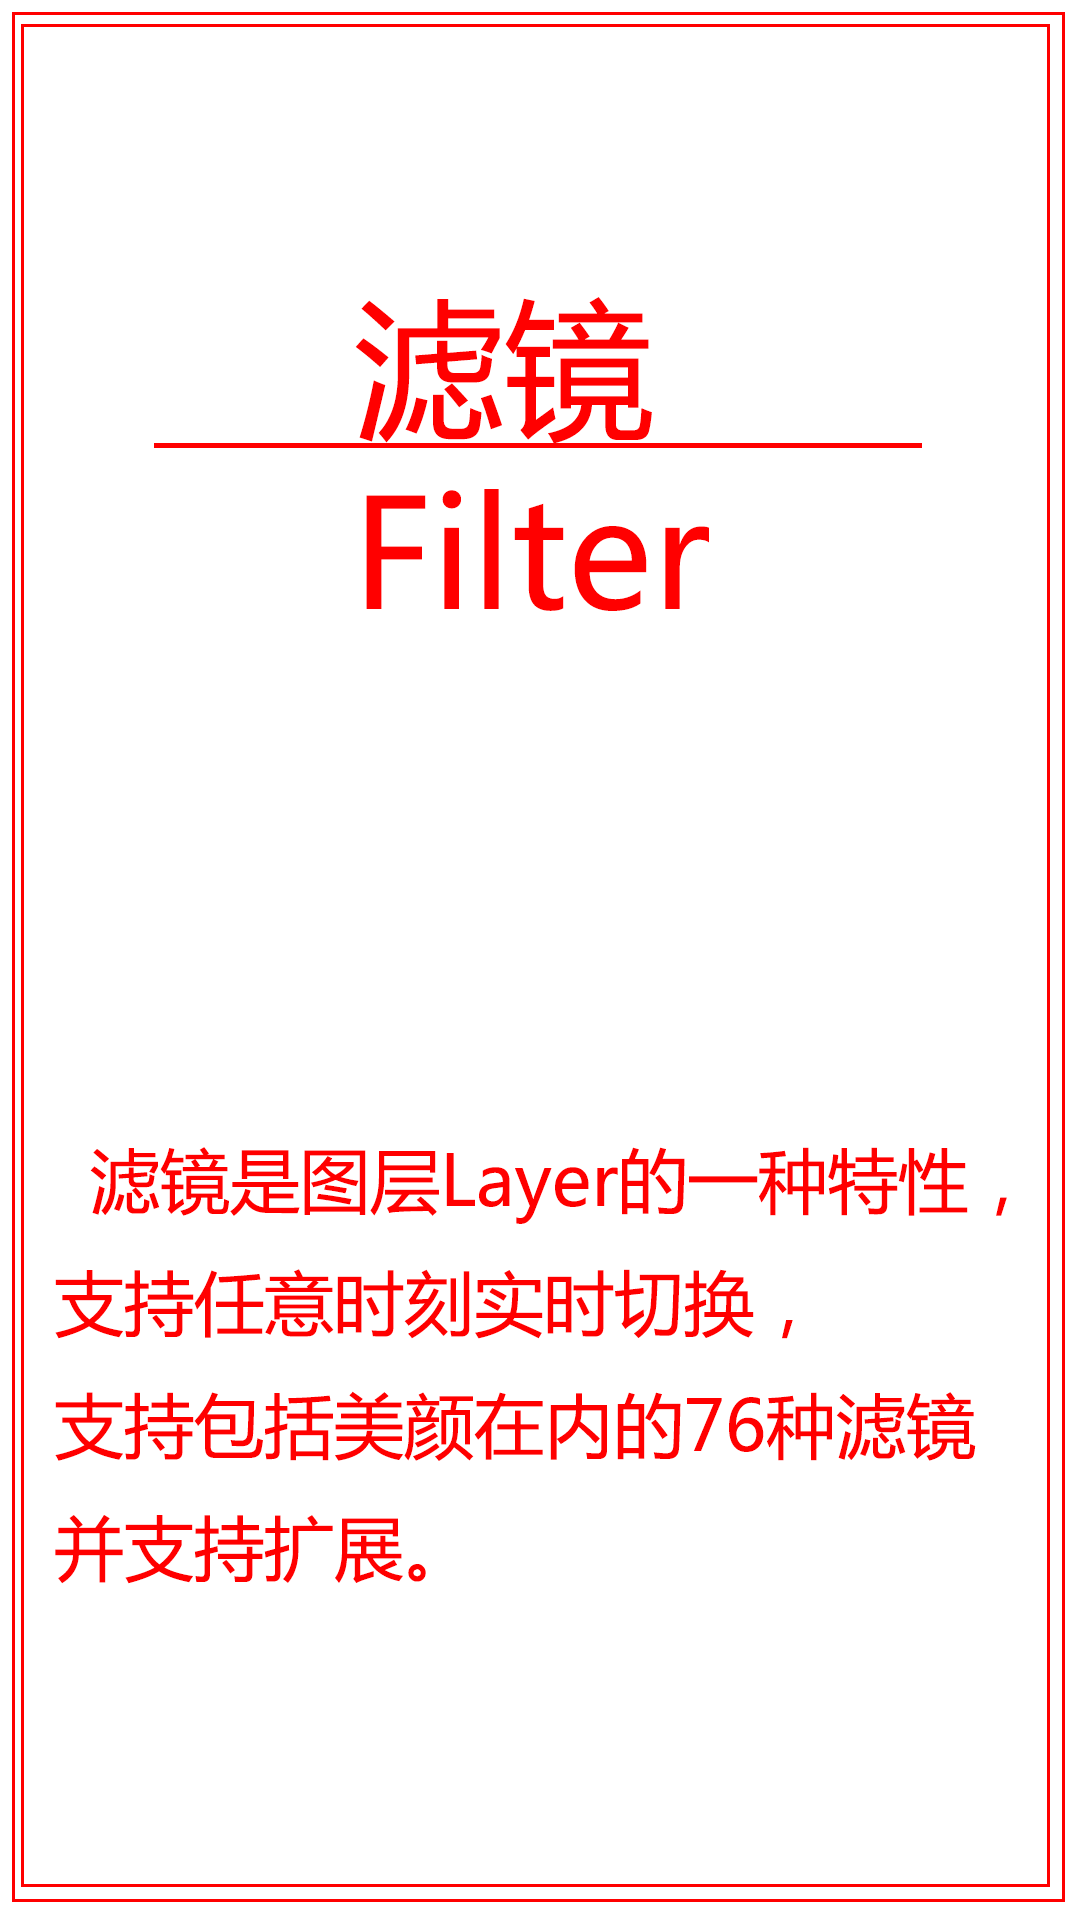 滤镜
Filter
滤镜是图层Layer的一种特性，
支持任意时刻实时切换，
支持包括美颜在内的76种滤镜
并支持扩展。